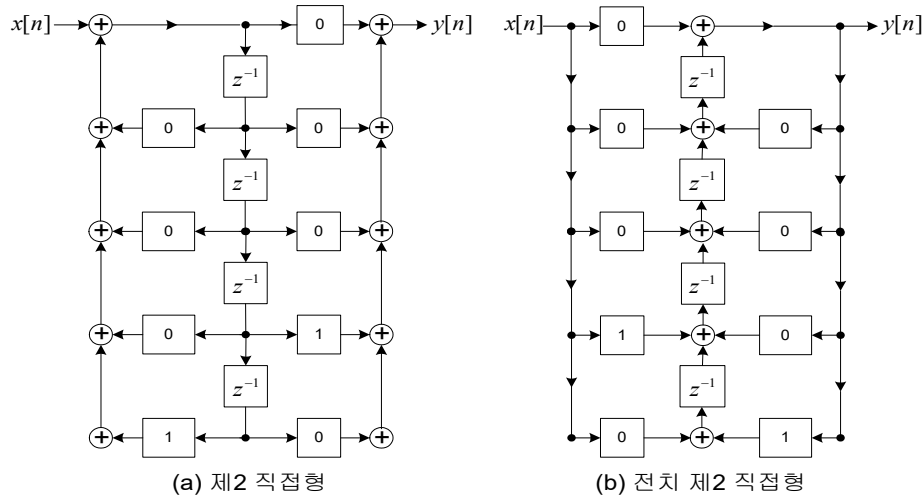 x[n] + 0 + y[n] x[n] 0 + y[n]
z⁻¹ z⁻¹
+ 0 0 + 0 + 0
z⁻¹ z⁻¹
+ 0 0 + 0 + 0
z⁻¹ z⁻¹
+ 0 1 + 1 + 0
z⁻¹ z⁻¹
+ 1 0 + 0 + 1
(a) 제2 직접형 (b) 전치 제2 직접형